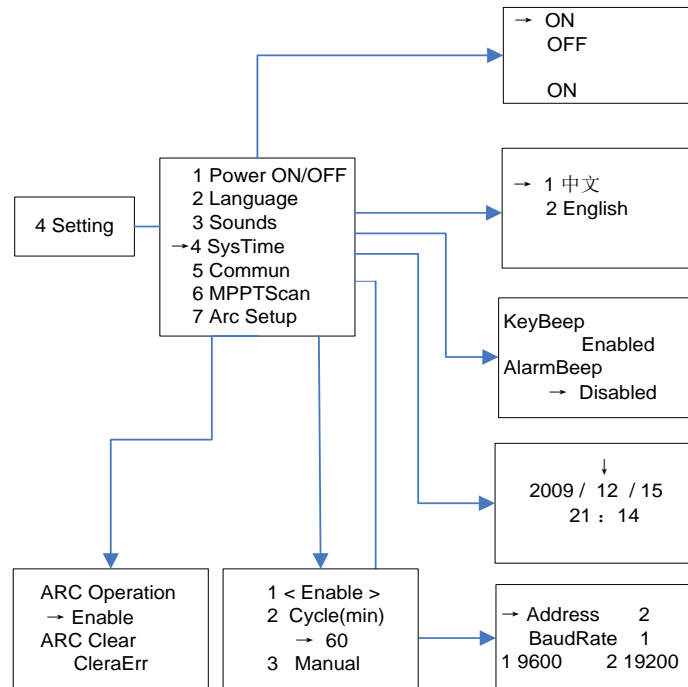 → ON
OFF
ON
4 Setting
1 Power ON/OFF
2 Language
3 Sounds
→4 SysTime
5 Commun
6 MPPTScan
7 Arc Setup
→ 1 中文
2 English
KeyBeep
Enabled
AlarmBeep
→ Disabled
↓
2009 / 12 / 15
21 : 14
ARC Operation
→ Enable
ARC Clear
CleraErr
1 < Enable >
2 Cycle(min)
→ 60
3 Manual
→ Address 2
BaudRate 1
1 9600 2 19200